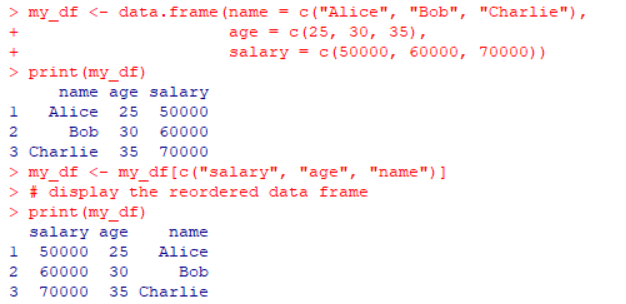 > my_df <- data.frame(name = c("Alice", "Bob", "Charlie"),
+                     age = c(25, 30, 35),
+                     salary = c(50000, 60000, 70000))
> print(my_df)
     name age salary
1   Alice  25  50000
2     Bob  30  60000
3 Charlie  35  70000
> my_df <- my_df[c("salary", "age", "name")]
> # display the reordered data frame
> print(my_df)
  salary age    name
1  50000  25   Alice
2  60000  30     Bob
3  70000  35 Charlie